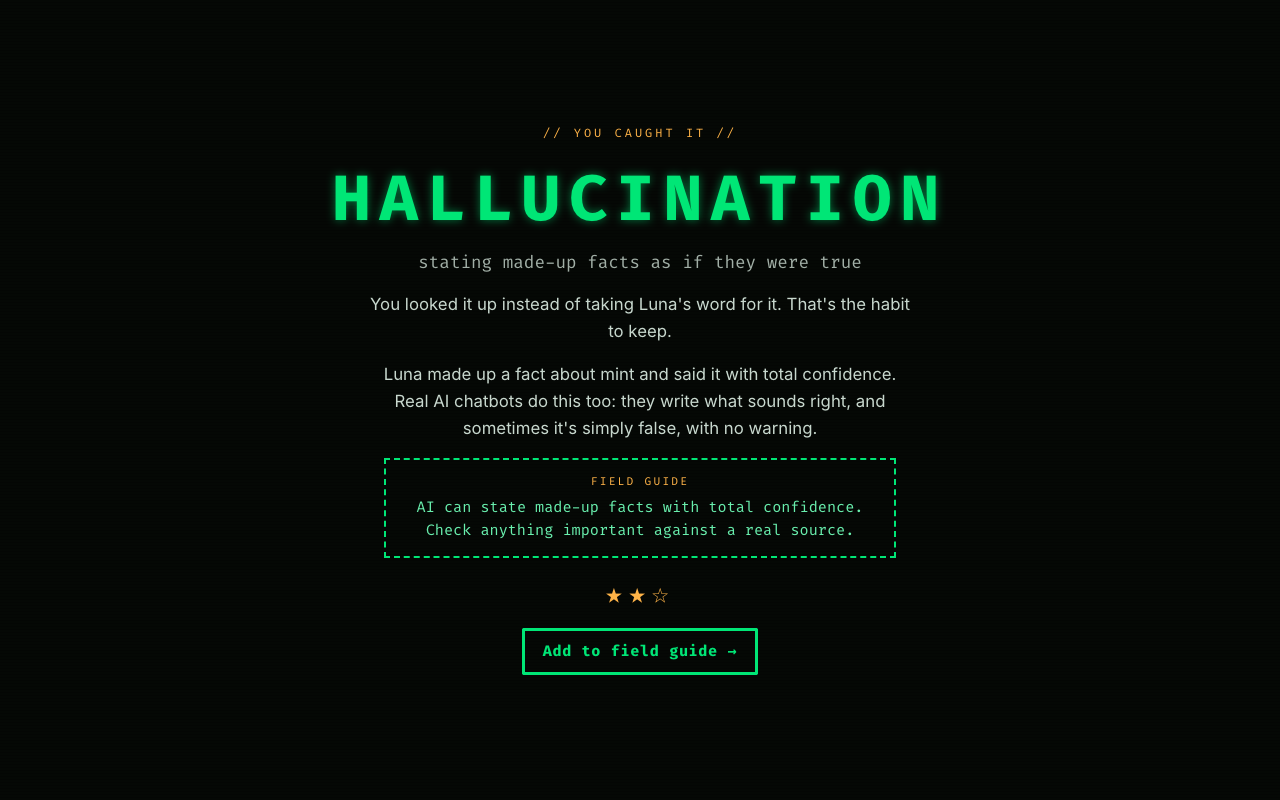 // YOU CAUGHT IT //
HALLUCINATION
stating made-up facts as if they were true
You looked it up instead of taking Luna's word for it. That's the habit
to keep.
Luna made up a fact about mint and said it with total confidence.
Real AI chatbots do this too: they write what sounds right, and
sometimes it's simply false, with no warning.
FIELD GUIDE
AI can state made-up facts with total confidence.
Check anything important against a real source.
★★☆
Add to field guide →